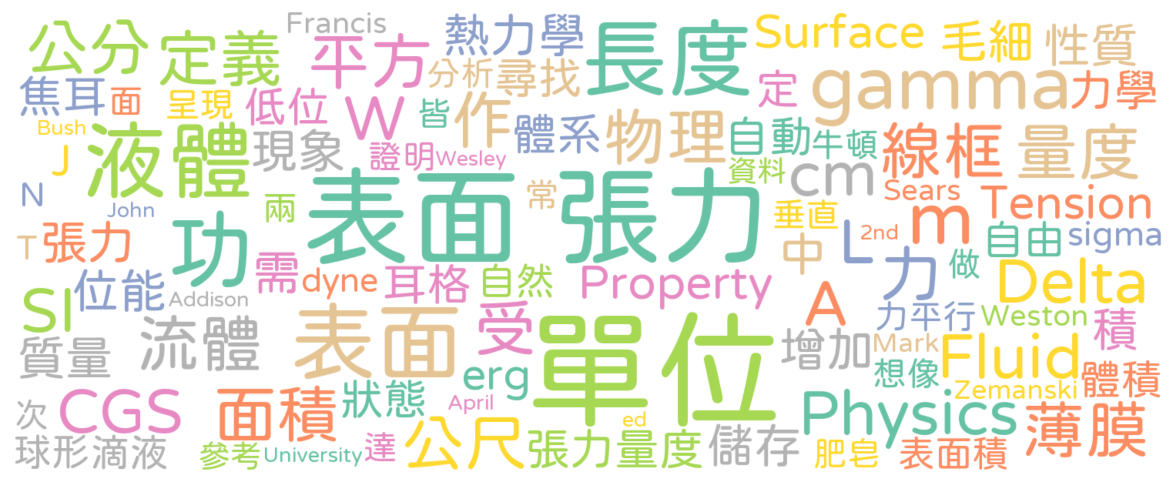 Francis
公分 定義 平方 熱力學 長度 Surface 毛細 性質
分析 尋找 gamma 定 力學
焦耳 面 呈現 低位 W 皆 作 體系 物理 自動 牛頓 線框 量度
Bush J 液體 現象 證明 Wesley 資料 cm Sears
N John 兩 表面張力 常 垂直 m Tension
T 張力 功 需 中 L 2nd 自由 sigma
位能 Addison dyne 耳格 自然 Property 力 做 Delta
SI 流體 表面 受 單位 A 力平行 Weston 積
質量 增加 Mark Fluid
erg 想像 Zemanski 體積
次 CGS 面積 狀態 April ed Physics 薄膜
球形滴液 參考 University 達 公尺 張力量度 儲存 肥皂 表面積